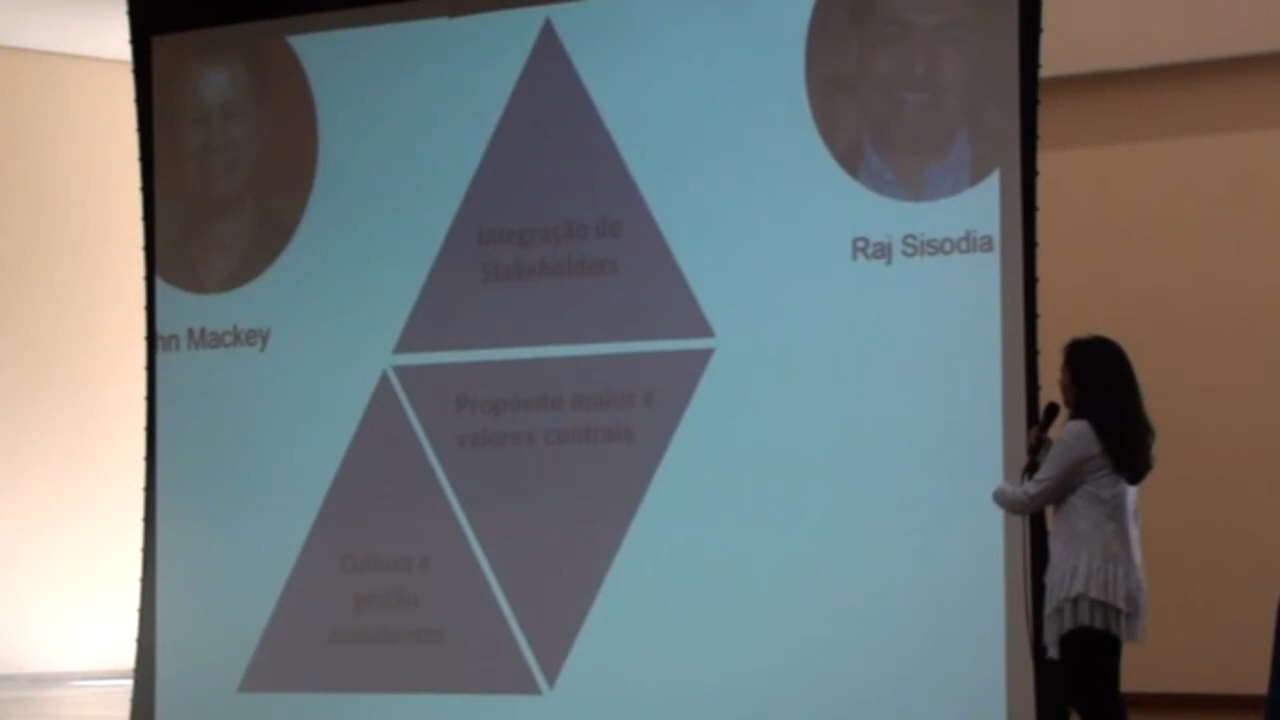 Integração de
Stakeholders
Raj Sisodia
hn Mackey
Propósito maior e
valores centrais
Cultura e
gestão